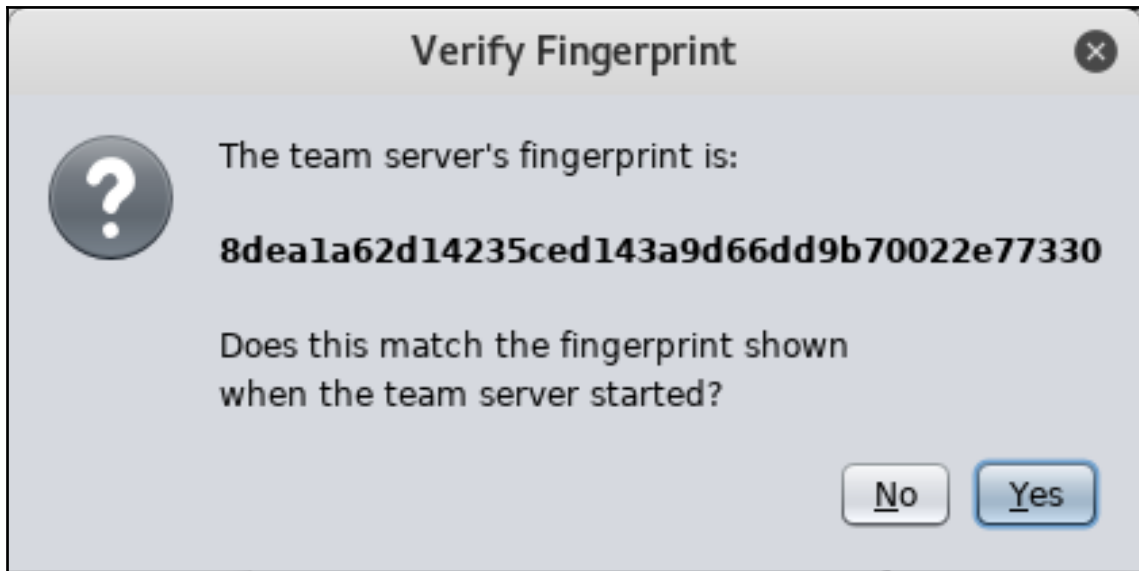 Verify Fingerprint
The team server's fingerprint is:
8dea1a62d14235ced143a9d66dd9b70022e77330
Does this match the fingerprint shown
when the team server started?
No
Yes